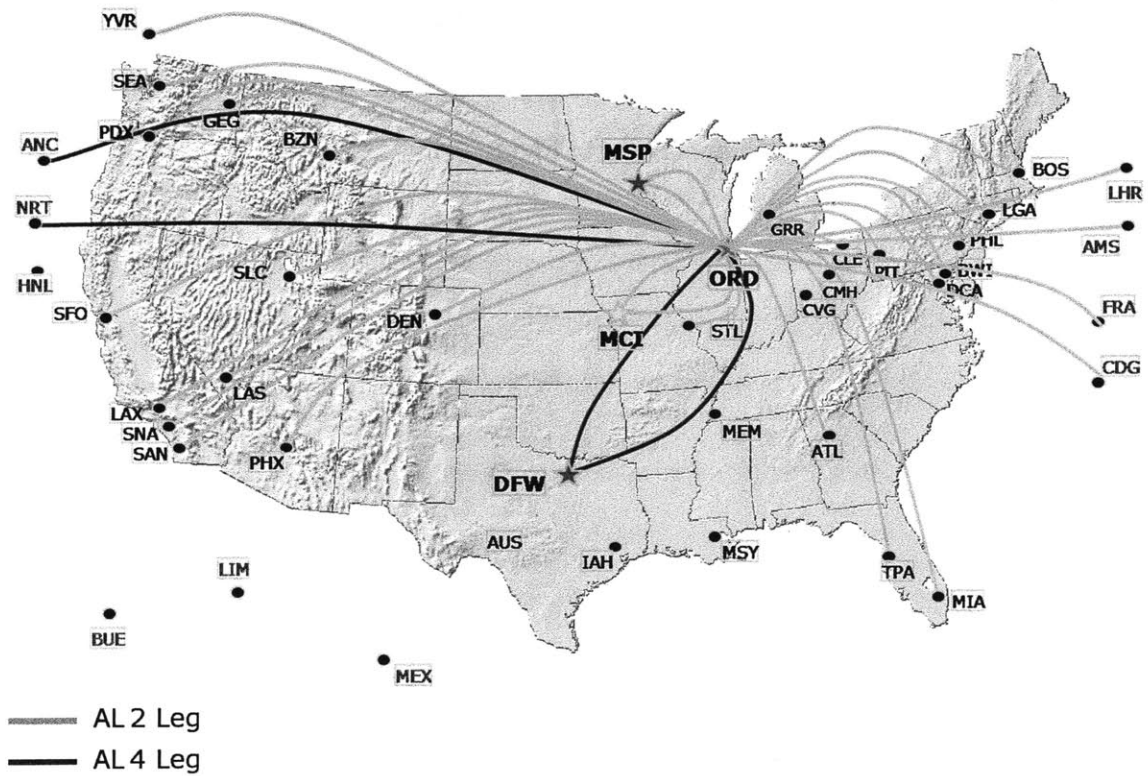 YVR
SEA
GEG
PDX
ANC
BZN
MSP
BOS
LHR
NRT
GRR
LGA
AMS
PHL
CLE
PIT
BWI
DCA
HNL
SLC
ORD
CMH
CVG
SFO
DEN
MCI
STL
FRA
CDG
LAS
LAX
SNA
SAN
PHX
MEM
ATL
DFW
AUS
IAH
MSY
TPA
MIA
LIM
BUE
MEX
AL 2 Leg
AL 4 Leg